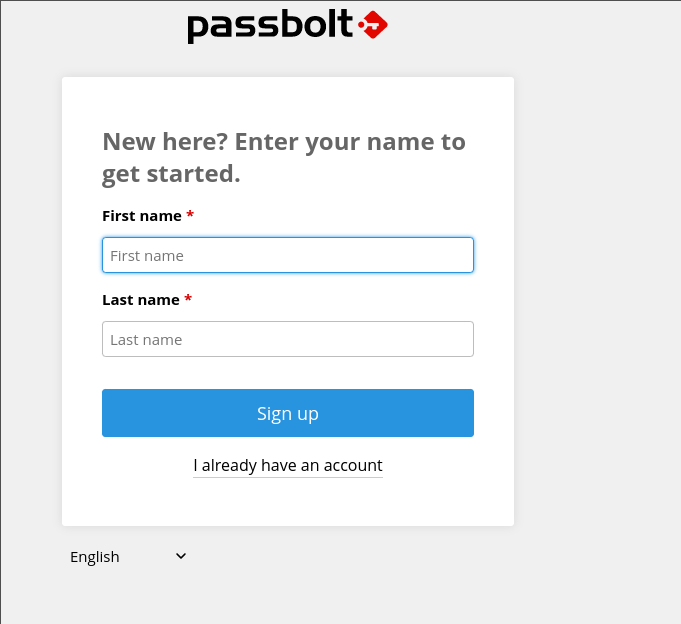 passbolt
New here? Enter your name to
get started.
First name *
First name
Last name *
Last name
Sign up
I already have an account
English